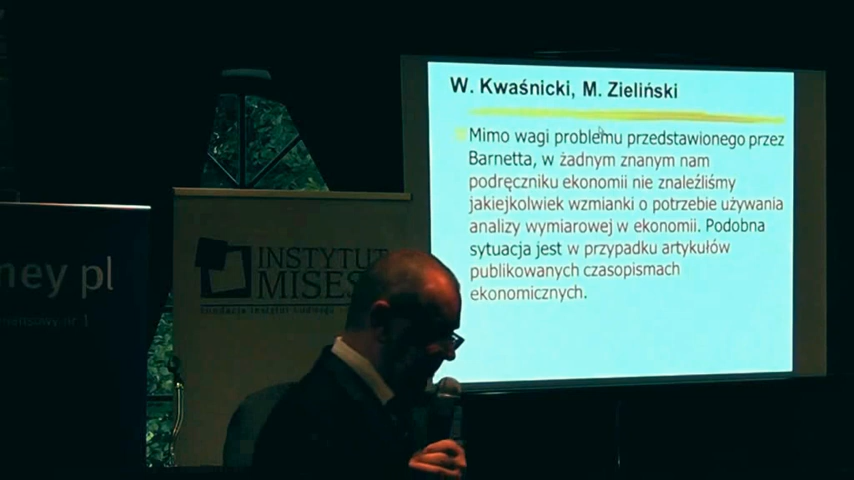 W. Kwaśnicki, M. Zieliński
Mimo wagi problemu przedstawionego przez
Barnetta, w żadnym znanym nam
podręczniku ekonomii nie znaleźliśmy
jakiejkolwiek wzmianki o potrzebie używania
analizy wymiarowej w ekonomii. Podobna
sytuacja jest w przypadku artykułów
publikowanych czasopismach
ekonomicznych.
INSTYTUT
MISES
ney pl